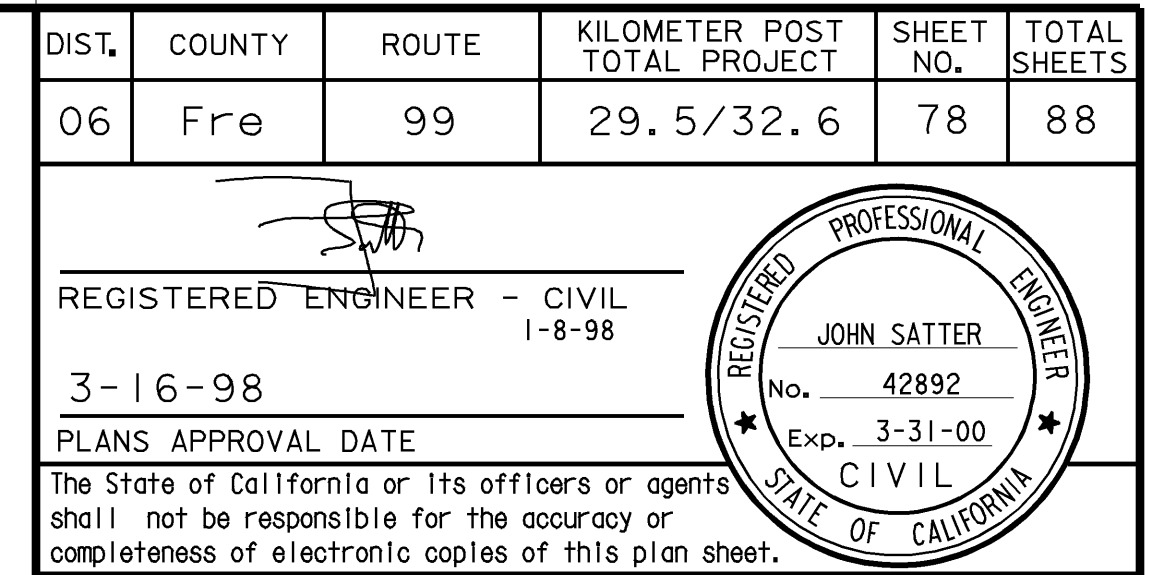 DIST. COUNTY ROUTE KILOMETER POST TOTAL PROJECT SHEET NO. TOTAL SHEETS
06 Fre 99 29.5/32.6 78 88
REGISTERED ENGINEER - CIVIL
1-8-98
3-16-98
PLANS APPROVAL DATE
The State of California or its officers or agents
shall not be responsible for the accuracy or
completeness of electronic copies of this plan sheet.
REGISTERED PROFESSIONAL ENGINEER
JOHN SATTER
No. 42892
Exp. 3-31-00
CIVIL
STATE OF CALIFORNIA